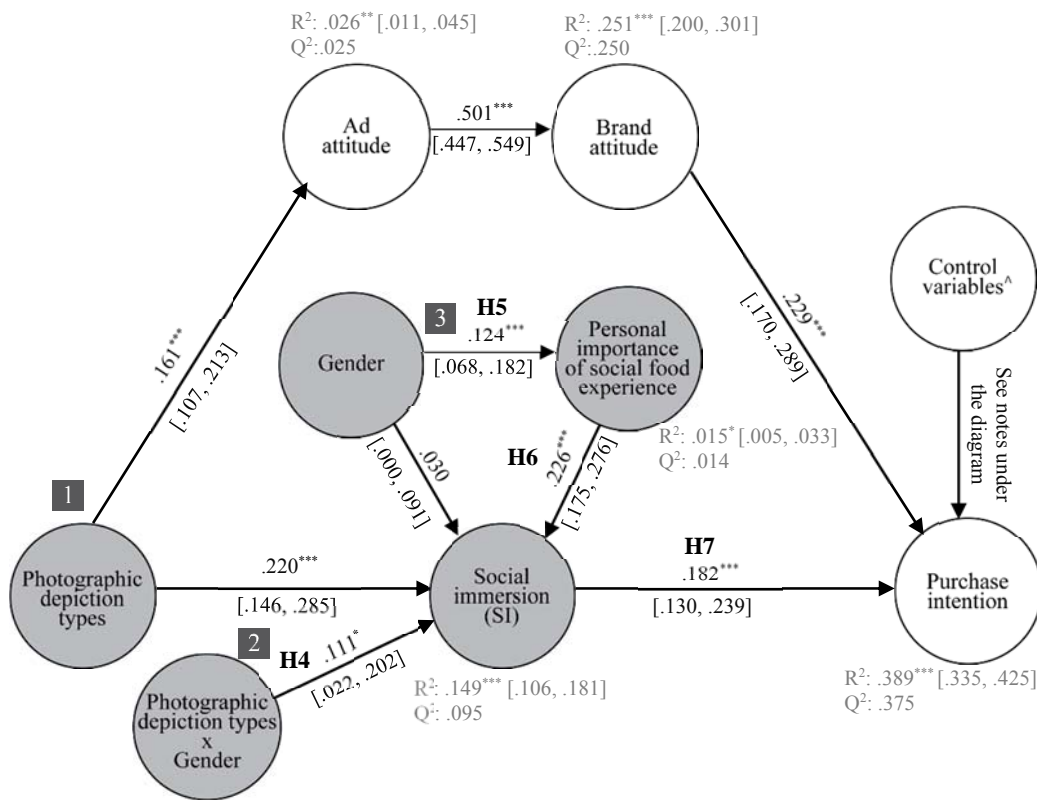 R²: .026** [.011, .045]
Q²:.025
R²: .251*** [.200, .301]
Q²: .250
Ad
attitude
.501***
[.447, .549]
Brand
attitude
Control
variables^
.161***
[.107, .213]
Gender
3
H5
.124***
[.068, .182]
Personal
importance
of social food
experience
.229***
[.170, .289]
See notes under
the diagram
R²: .015* [.005, .033]
Q²: .014
.030
[.000, .091]
H6
.226***
[.175, .276]
1
Photographic
depiction
types
.220***
[.146, .285]
Social
immersion
(SI)
H7
.182***
[.130, .239]
Purchase
intention
2
H4
.111*
[.022, .202]
Photographic
depiction types
x
Gender
R²: .149*** [.106, .181]
Q²: .095
R²: .389*** [.335, .425]
Q²: .375